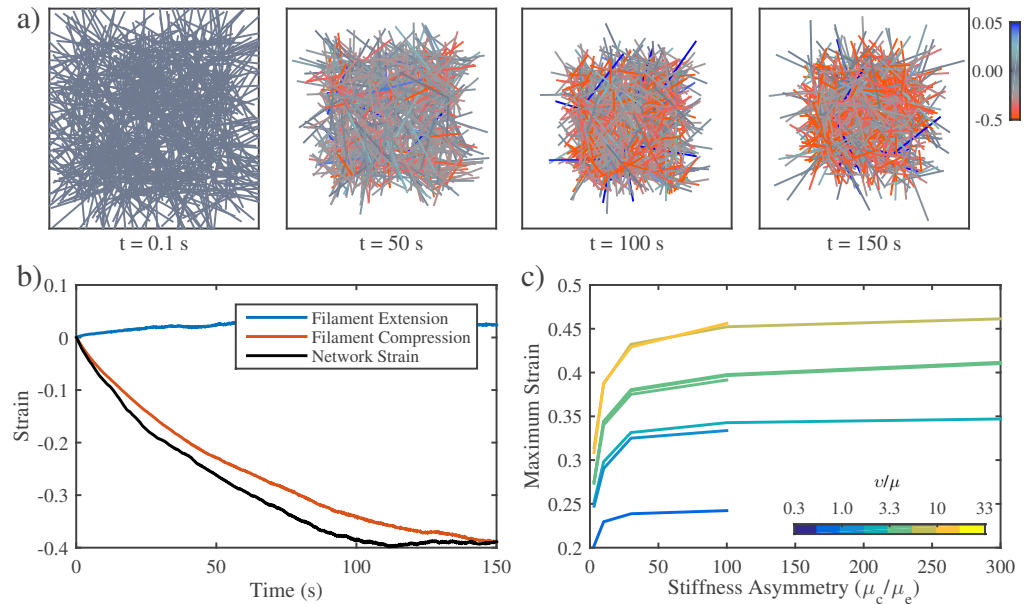 a)
0.05
0.00
-0.5
t = 0.1 s
t = 50 s
t = 100 s
t = 150 s
b)
0.1
0
-0.1
-0.2
-0.3
-0.4
Strain
Filament Extension
Filament Compression
Network Strain
0
50
100
150
Time (s)
c)
0.5
0.45
0.4
0.35
0.3
0.25
0.2
Maximum Strain
υ/μ
0.3
1.0
3.3
10
33
0
50
100
150
200
250
300
Stiffness Asymmetry (μc/μe)